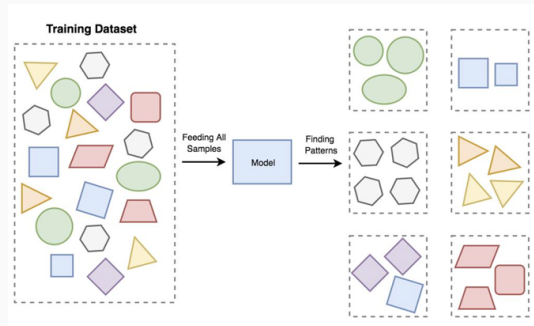 Training Dataset
Feeding All
Samples
Model
Finding
Patterns